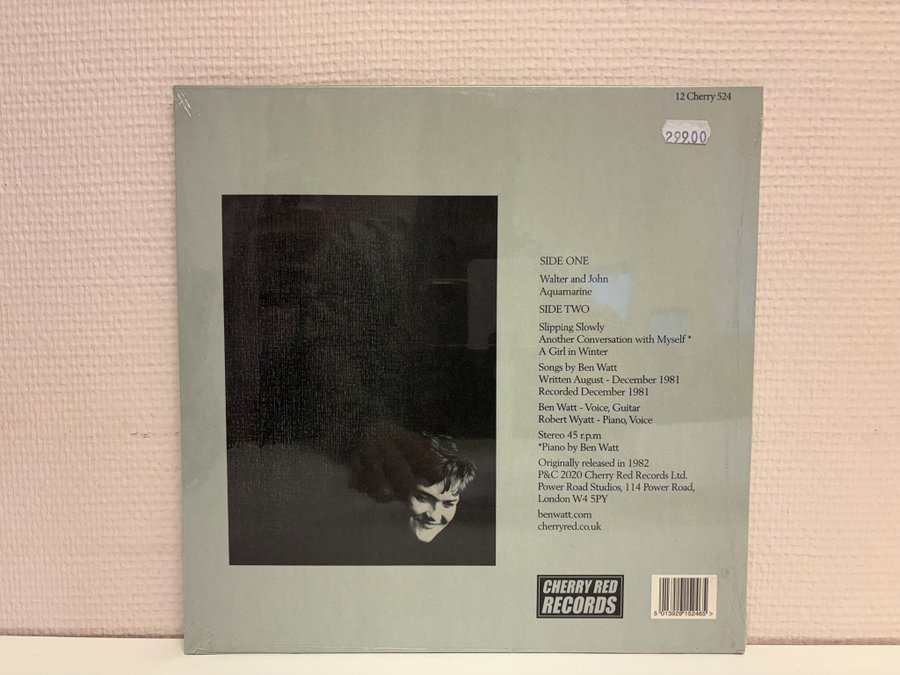 12 Cherry 524
299.00
SIDE ONE
Walter and John
Aquamarine
SIDE TWO
Slipping Slowly
Another Conversation with Myself *
A Girl in Winter
Songs by Ben Watt
Written August - December 1981
Recorded December 1981
Ben Watt - Voice, Guitar
Robert Wyatt - Piano, Voice
Stereo 45 r.p.m
*Piano by Ben Watt
Originally released in 1982
P&C 2020 Cherry Red Records Ltd.
Power Road Studios, 114 Power Road,
London W4 5PY
benwatt.com
cherryred.co.uk
CHERRY RED
RECORDS
5 013929 152465 >